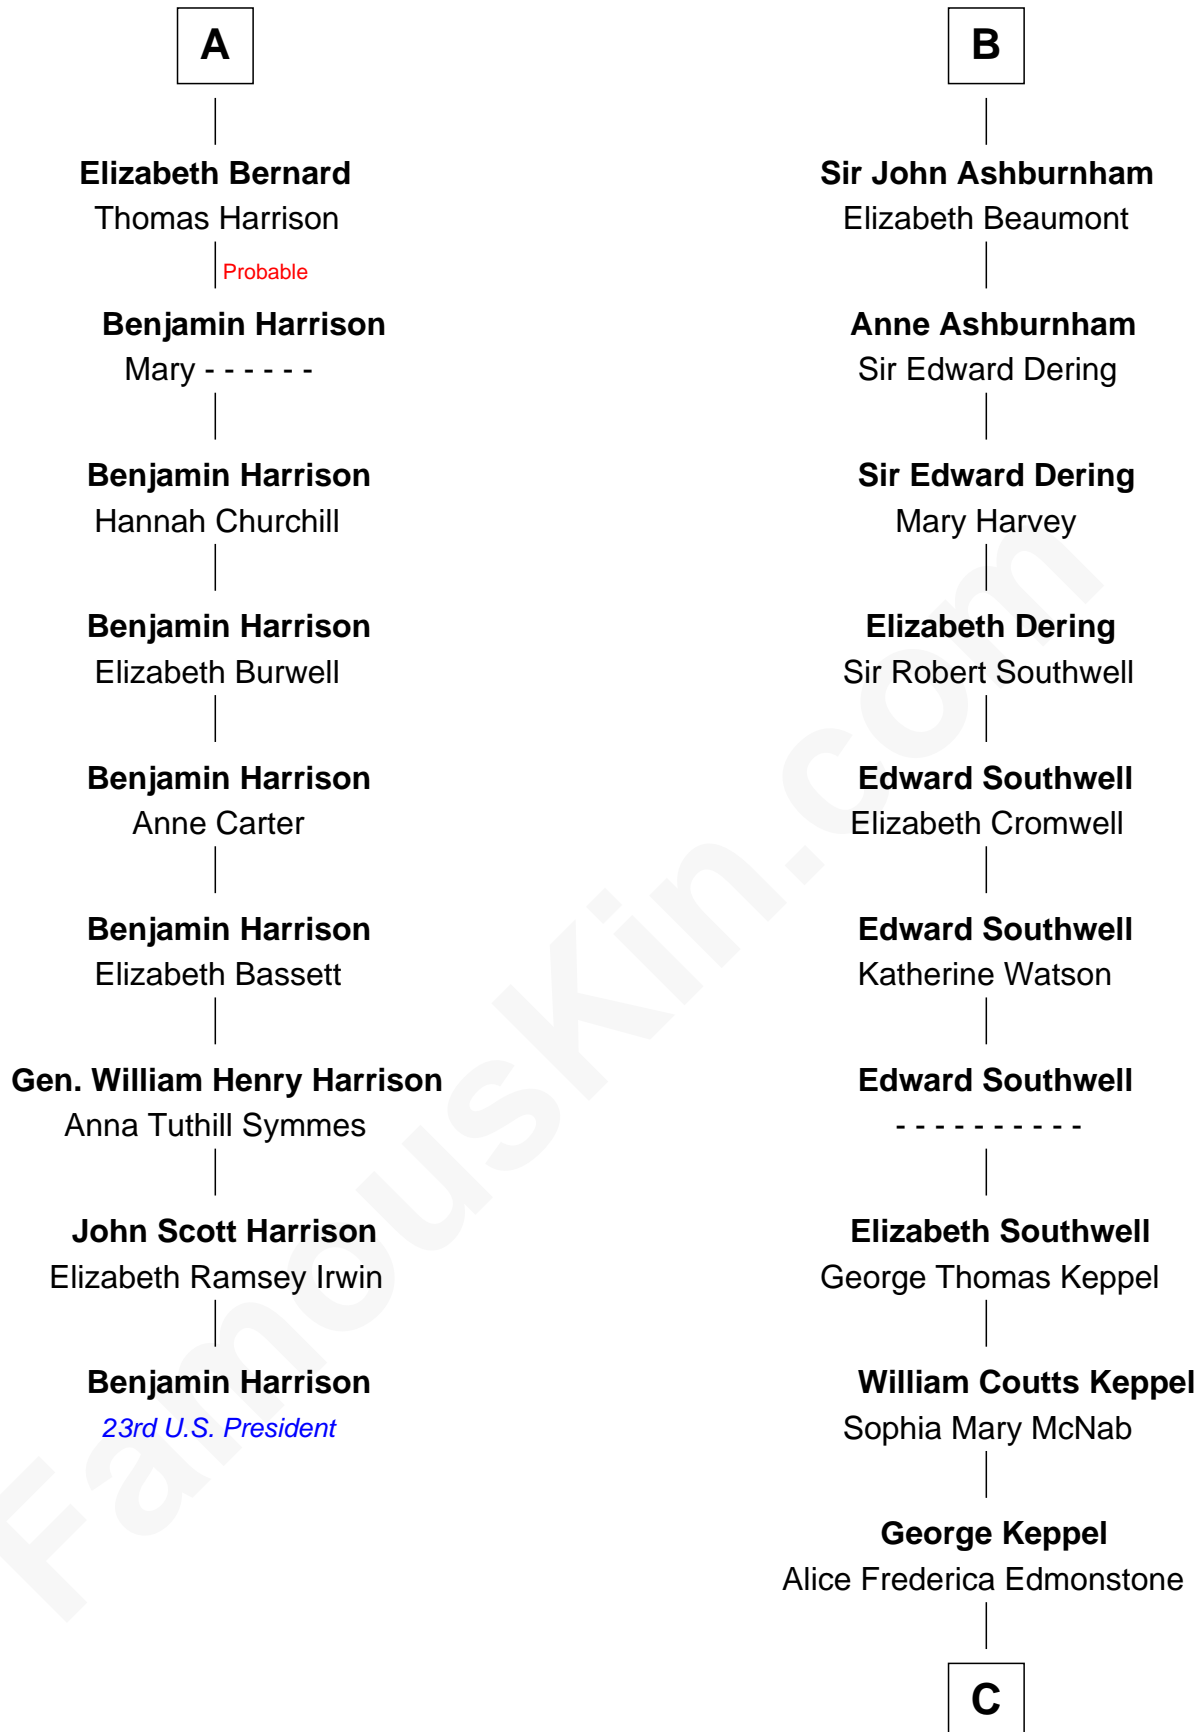 A
Elizabeth Bernard
Thomas Harrison
Probable
Benjamin Harrison
Mary - - - - - -
Benjamin Harrison
Hannah Churchill
Benjamin Harrison
Elizabeth Burwell
Benjamin Harrison
Anne Carter
Benjamin Harrison
Elizabeth Bassett
Gen. William Henry Harrison
Anna Tuthill Symmes
John Scott Harrison
Elizabeth Ramsey Irwin
Benjamin Harrison
23rd U.S. President
B
Sir John Ashburnham
Elizabeth Beaumont
Anne Ashburnham
Sir Edward Dering
Sir Edward Dering
Mary Harvey
Elizabeth Dering
Sir Robert Southwell
Edward Southwell
Elizabeth Cromwell
Edward Southwell
Katherine Watson
Edward Southwell
- - - - - - - - - -
Elizabeth Southwell
George Thomas Keppel
William Coutts Keppel
Sophia Mary McNab
George Keppel
Alice Frederica Edmonstone
C
FamousKin.com